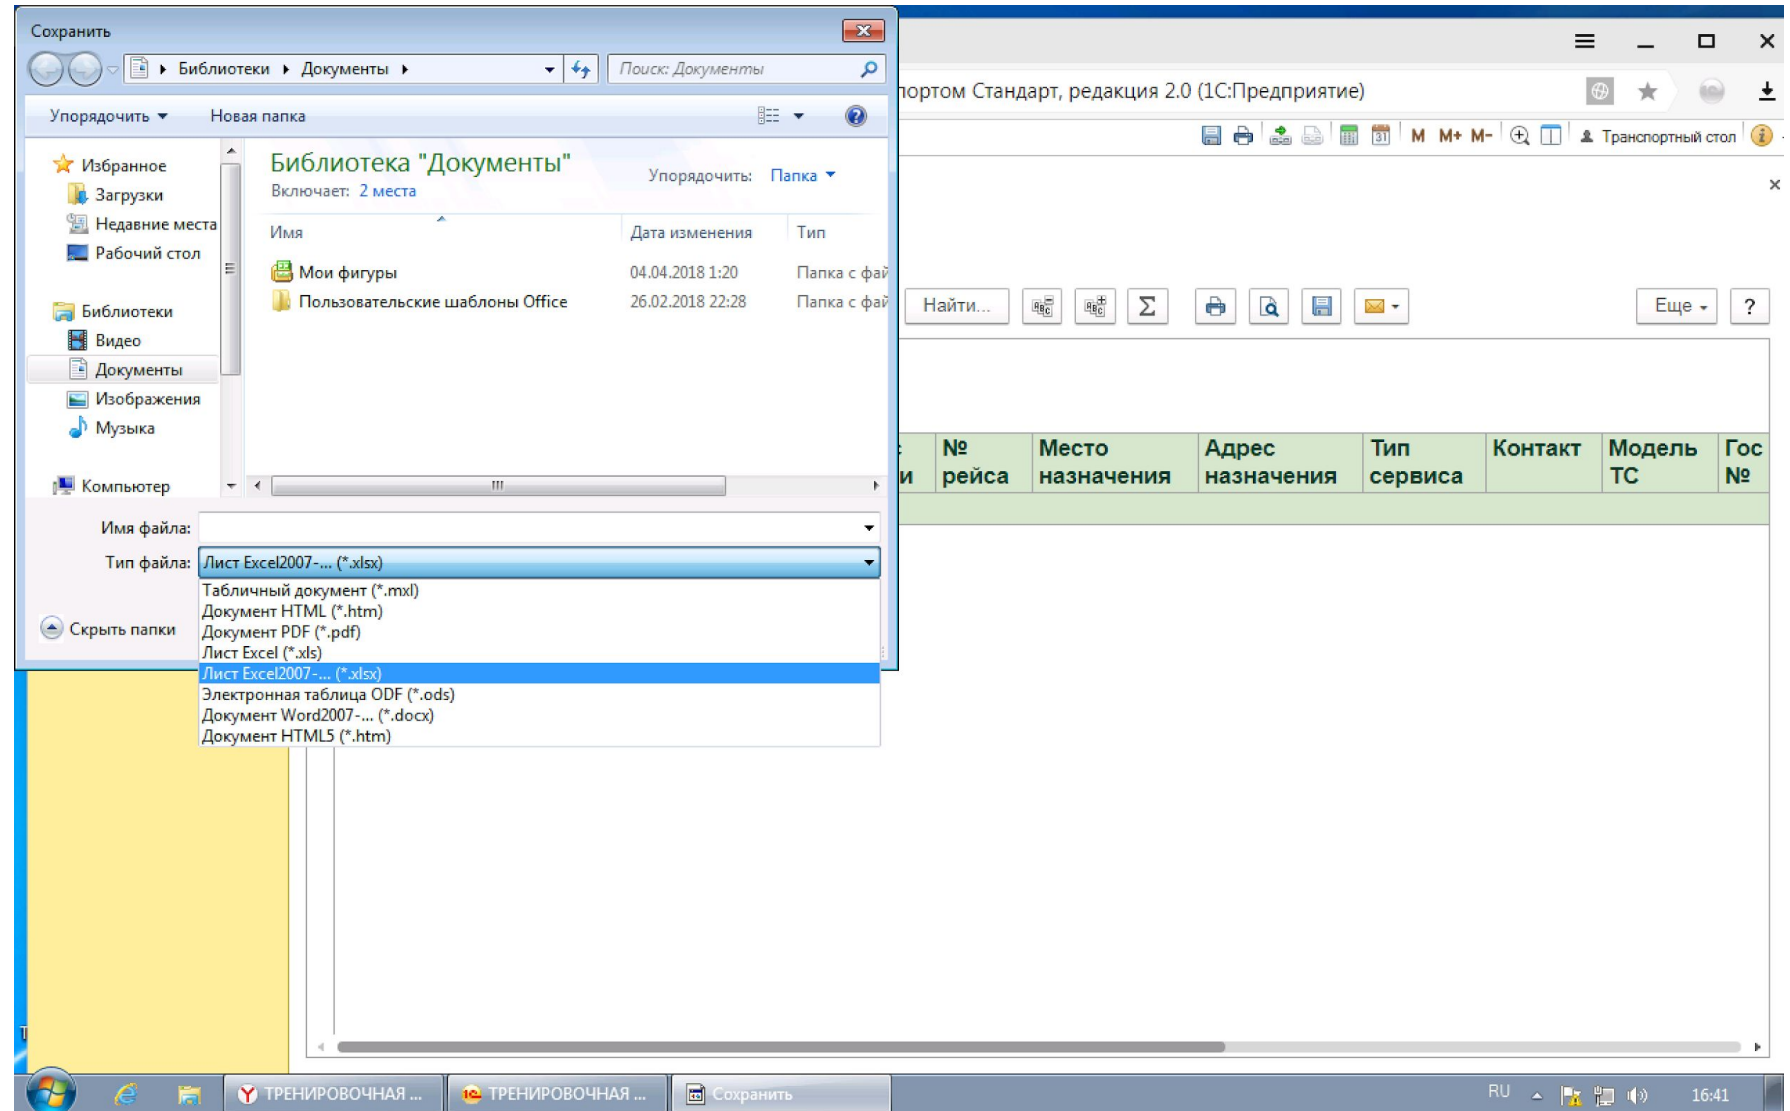 Сохранить
Библиотеки Документы
Поиск: Документы
Упорядочить Новая папка
Избранное
Загрузки
Недавние места
Рабочий стол
Библиотеки
Видео
Документы
Изображения
Музыка
Компьютер
Библиотека "Документы"
Включает: 2 места
Упорядочить: Папка
Имя Дата изменения Тип
Мои фигуры 04.04.2018 1:20 Папка с фай
Пользовательские шаблоны Office 26.02.2018 22:28 Папка с фай
Имя файла:
Тип файла: Лист Excel2007-... (*.xlsx)
Табличный документ (*.mxl)
Документ HTML (*.htm)
Документ PDF (*.pdf)
Лист Excel (*.xls)
Лист Excel2007-... (*.xlsx)
Электронная таблица ODF (*.ods)
Документ Word2007-... (*.docx)
Документ HTML5 (*.htm)
Скрыть папки
портом Стандарт, редакция 2.0 (1С:Предприятие)
31 M M+ M- Транспортный стол
Найти... Σ Еще ?
№ рейса
Место назначения
Адрес назначения
Тип сервиса
Контакт
Модель ТС
Гос №
ТРЕНИРОВОЧНАЯ ... ТРЕНИРОВОЧНАЯ ... Сохранить
RU 16:41